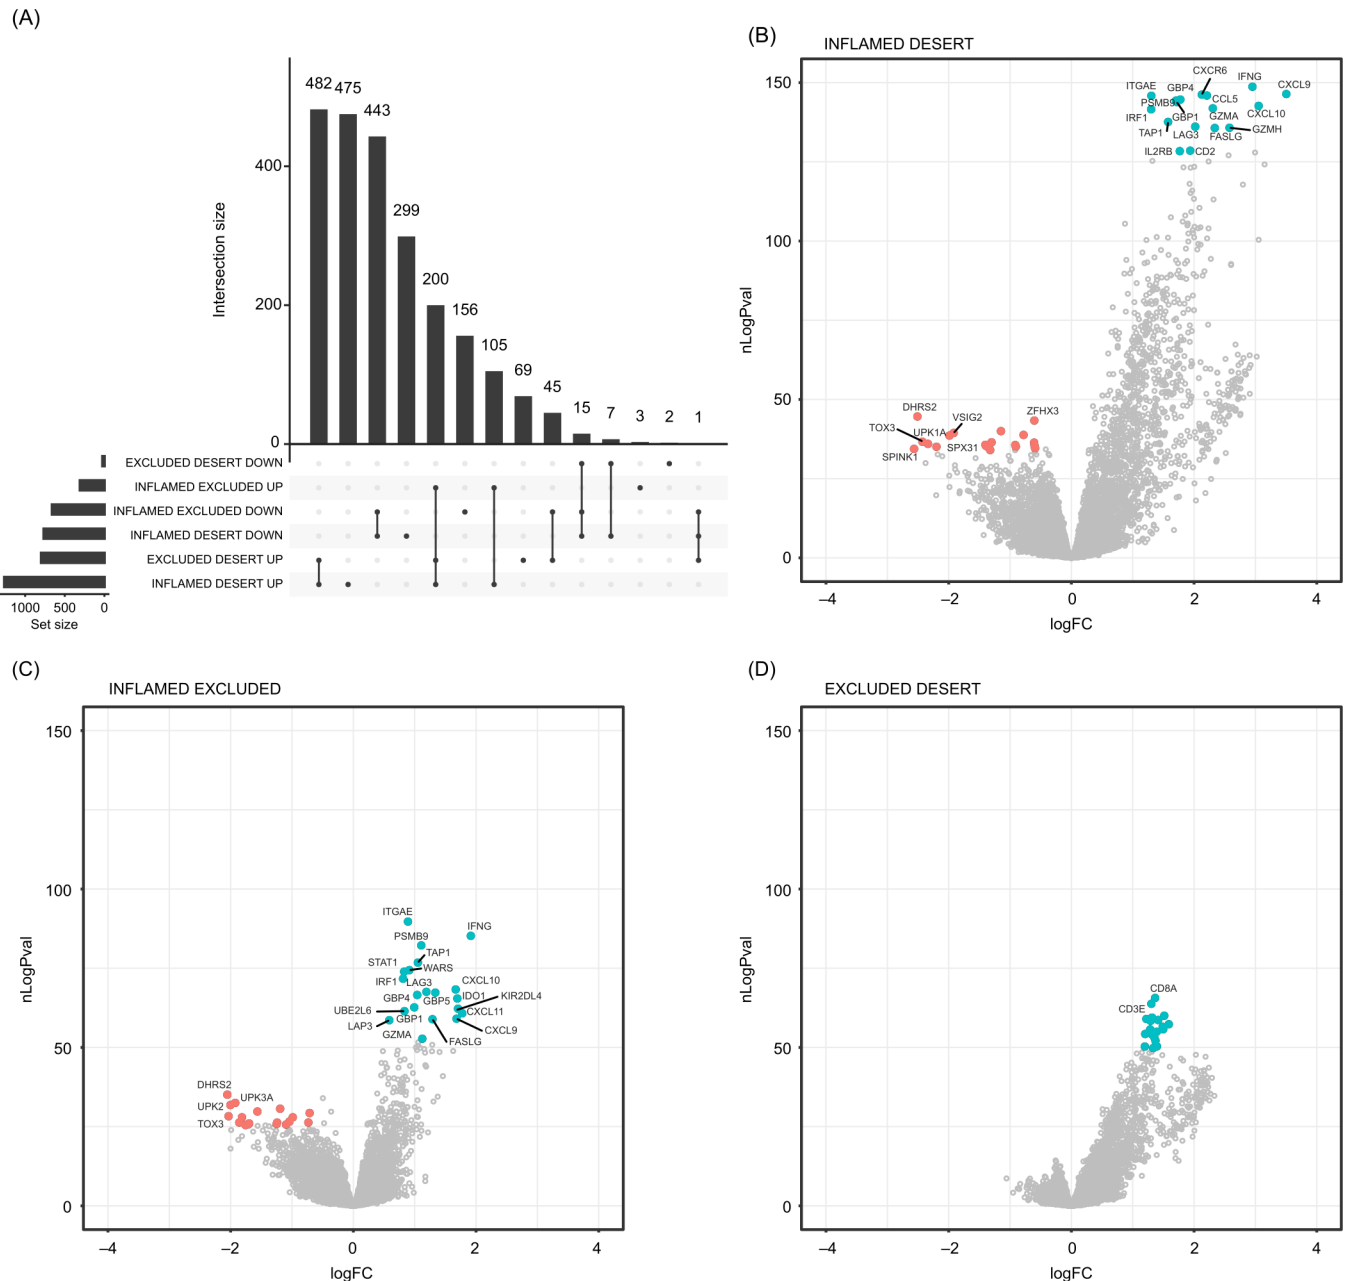 (A)
482 475
443
299
200
156
105
69
45
15
7
3
2
1
400
200
0
Intersection size
EXCLUDED DESERT DOWN
INFLAMED EXCLUDED UP
INFLAMED EXCLUDED DOWN
INFLAMED DESERT DOWN
EXCLUDED DESERT UP
INFLAMED DESERT UP
1000 500 0
Set size
(B)
INFLAMED DESERT
150
100
50
0
nLogPval
CXCR6
IFNG
CXCL9
ITGAE
GBP4
PSMB9
CCL5
IRF1
GBP1
GZMA
CXCL10
TAP1
LAG3
FASLG
GZMH
IL2RB
CD2
DHRS2
VSIG2
ZFHX3
TOX3
UPK1A
SPINK1
SPX31
–4 –2 0 2 4
logFC
(C)
INFLAMED EXCLUDED
150
100
50
0
nLogPval
ITGAE
IFNG
PSMB9
TAP1
STAT1
WARS
IRF1
LAG3
CXCL10
GBP4
GBP5
IDO1
KIR2DL4
UBE2L6
GBP1
CXCL11
LAP3
CXCL9
GZMA
FASLG
DHRS2
UPK3A
UPK2
TOX3
–4 –2 0 2 4
logFC
(D)
EXCLUDED DESERT
150
100
50
0
nLogPval
CD8A
CD3E
–4 –2 0 2 4
logFC